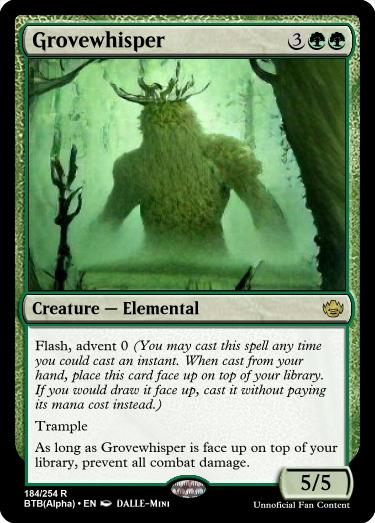 Grovewhisper 3
Creature — Elemental
Flash, advent 0 (You may cast this spell any time
you could cast an instant. When cast from your
hand, place this card face up on top of your library.
If you would draw it face up, cast it without paying
its mana cost instead.)
Trample
As long as Grovewhisper is face up on top of your
library, prevent all combat damage.
5/5
184/254 R
BTB(Alpha) • EN DALLE-Mini
Unofficial Fan Content